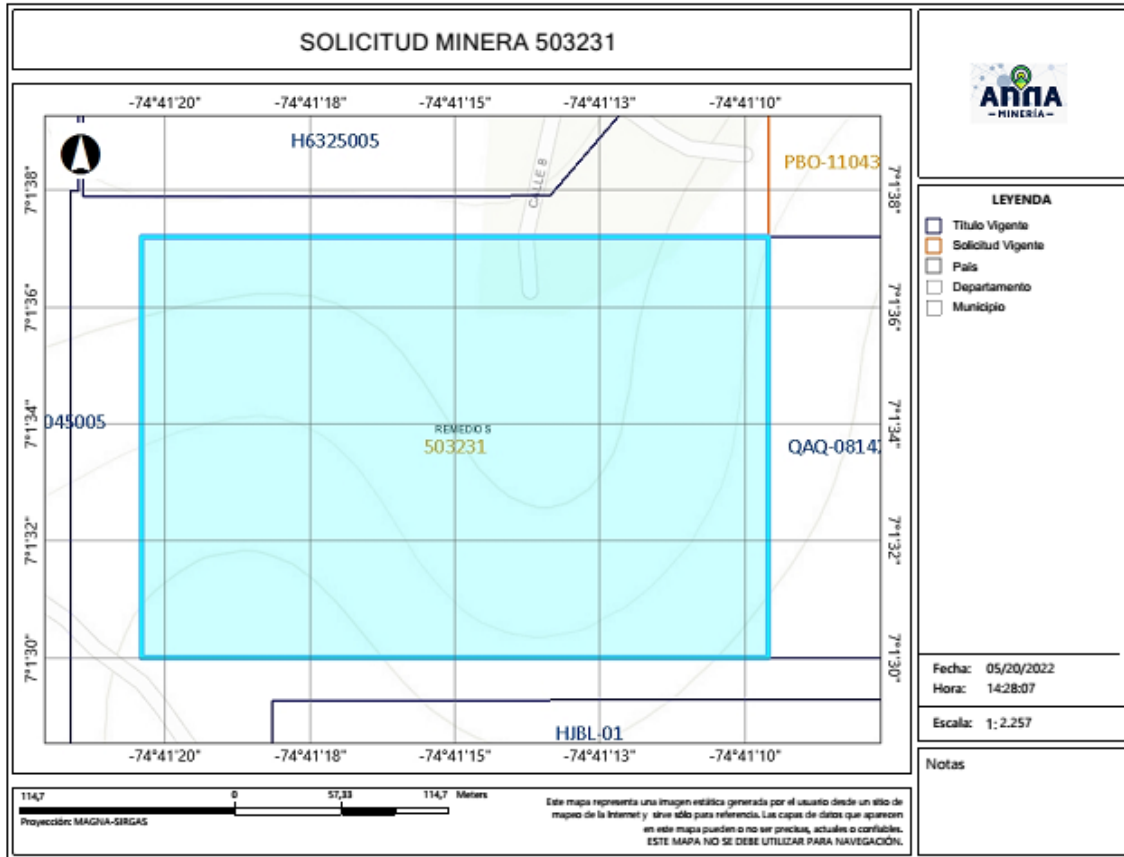 SOLICITUD MINERA 503231
ANNA
–MINERÍA–
-74°41'20" -74°41'18" -74°41'15" -74°41'13" -74°41'10"
H6325005
CALLE 8
PBO-11043
7°1'38" 7°1'38"
7°1'36" 7°1'36"
7°1'34" 7°1'34"
7°1'32" 7°1'32"
7°1'30" 7°1'30"
045005
REMEDIOS
503231
QAQ-0814
HJBL-01
-74°41'20" -74°41'18" -74°41'15" -74°41'13" -74°41'10"
LEYENDA
Título Vigente
Solicitud Vigente
País
Departamento
Municipio
Fecha: 05/20/2022
Hora: 14:28:07
Escala: 1: 2.257
Notas
114,7 0 57,33 114,7 Meters
Proyección: MAGNA-SIRGAS
Este mapa representa una imagen estática generada por el usuario desde un sitio de
mapeo de la Internet y sirve sólo para referencia. Las capas de datos que aparecen
en este mapa pueden o no ser precisas, actuales o confiables.
ESTE MAPA NO SE DEBE UTILIZAR PARA NAVEGACIÓN.